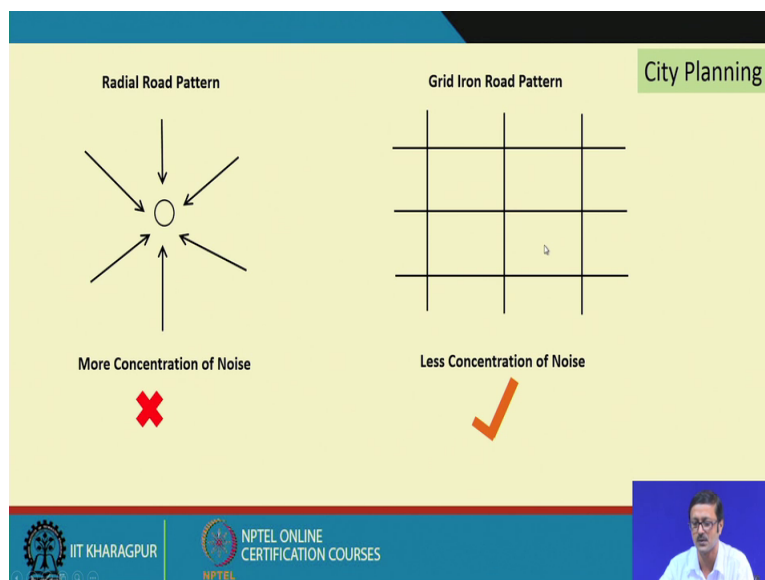 City Planning
Radial Road Pattern
Grid Iron Road Pattern
More Concentration of Noise
Less Concentration of Noise
IIT KHARAGPUR
NPTEL ONLINE
CERTIFICATION COURSES
NPTEL